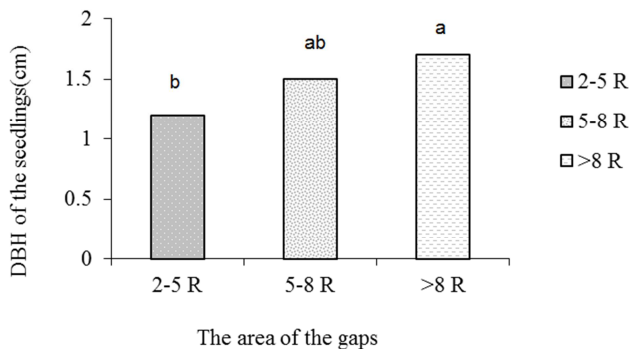 2
1.5
1
0.5
0
DBH of the seedlings(cm)
b
ab
a
2-5 R
5-8 R
>8 R
The area of the gaps
2-5 R
5-8 R
>8 R